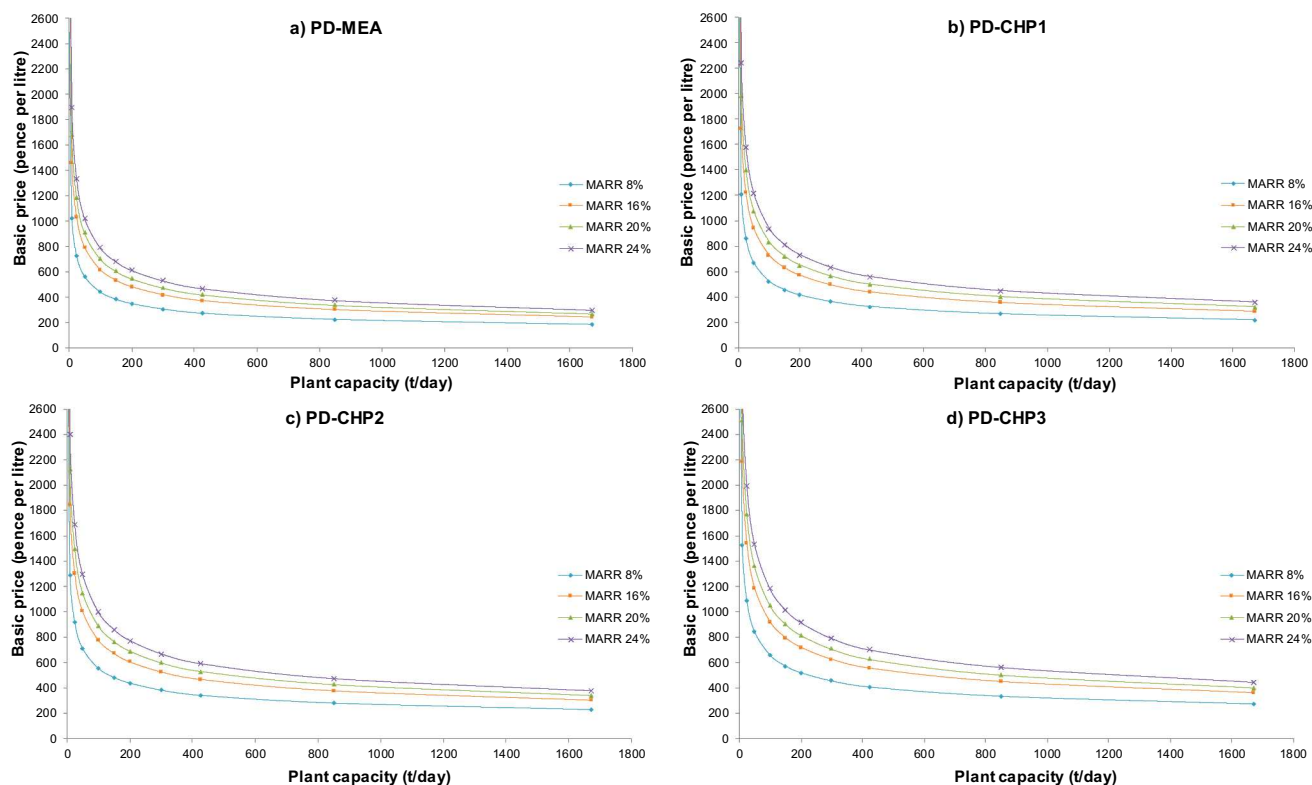 a) PD-MEA
Basic price (pence per litre)
2600
2400
2200
2000
1800
1600
1400
1200
1000
800
600
400
200
0
MARR 8%
MARR 16%
MARR 20%
MARR 24%
0 200 400 600 800 1000 1200 1400 1600 1800
Plant capacity (t/day)
b) PD-CHP1
Basic price (pence per litre)
2600
2400
2200
2000
1800
1600
1400
1200
1000
800
600
400
200
0
MARR 8%
MARR 16%
MARR 20%
MARR 24%
0 200 400 600 800 1000 1200 1400 1600 1800
Plant capacity (t/day)
c) PD-CHP2
Basic price (pence per litre)
2600
2400
2200
2000
1800
1600
1400
1200
1000
800
600
400
200
0
MARR 8%
MARR 16%
MARR 20%
MARR 24%
0 200 400 600 800 1000 1200 1400 1600 1800
Plant capacity (t/day)
d) PD-CHP3
Basic price (pence per litre)
2600
2400
2200
2000
1800
1600
1400
1200
1000
800
600
400
200
0
MARR 8%
MARR 16%
MARR 20%
MARR 24%
0 200 400 600 800 1000 1200 1400 1600 1800
Plant capacity (t/day)